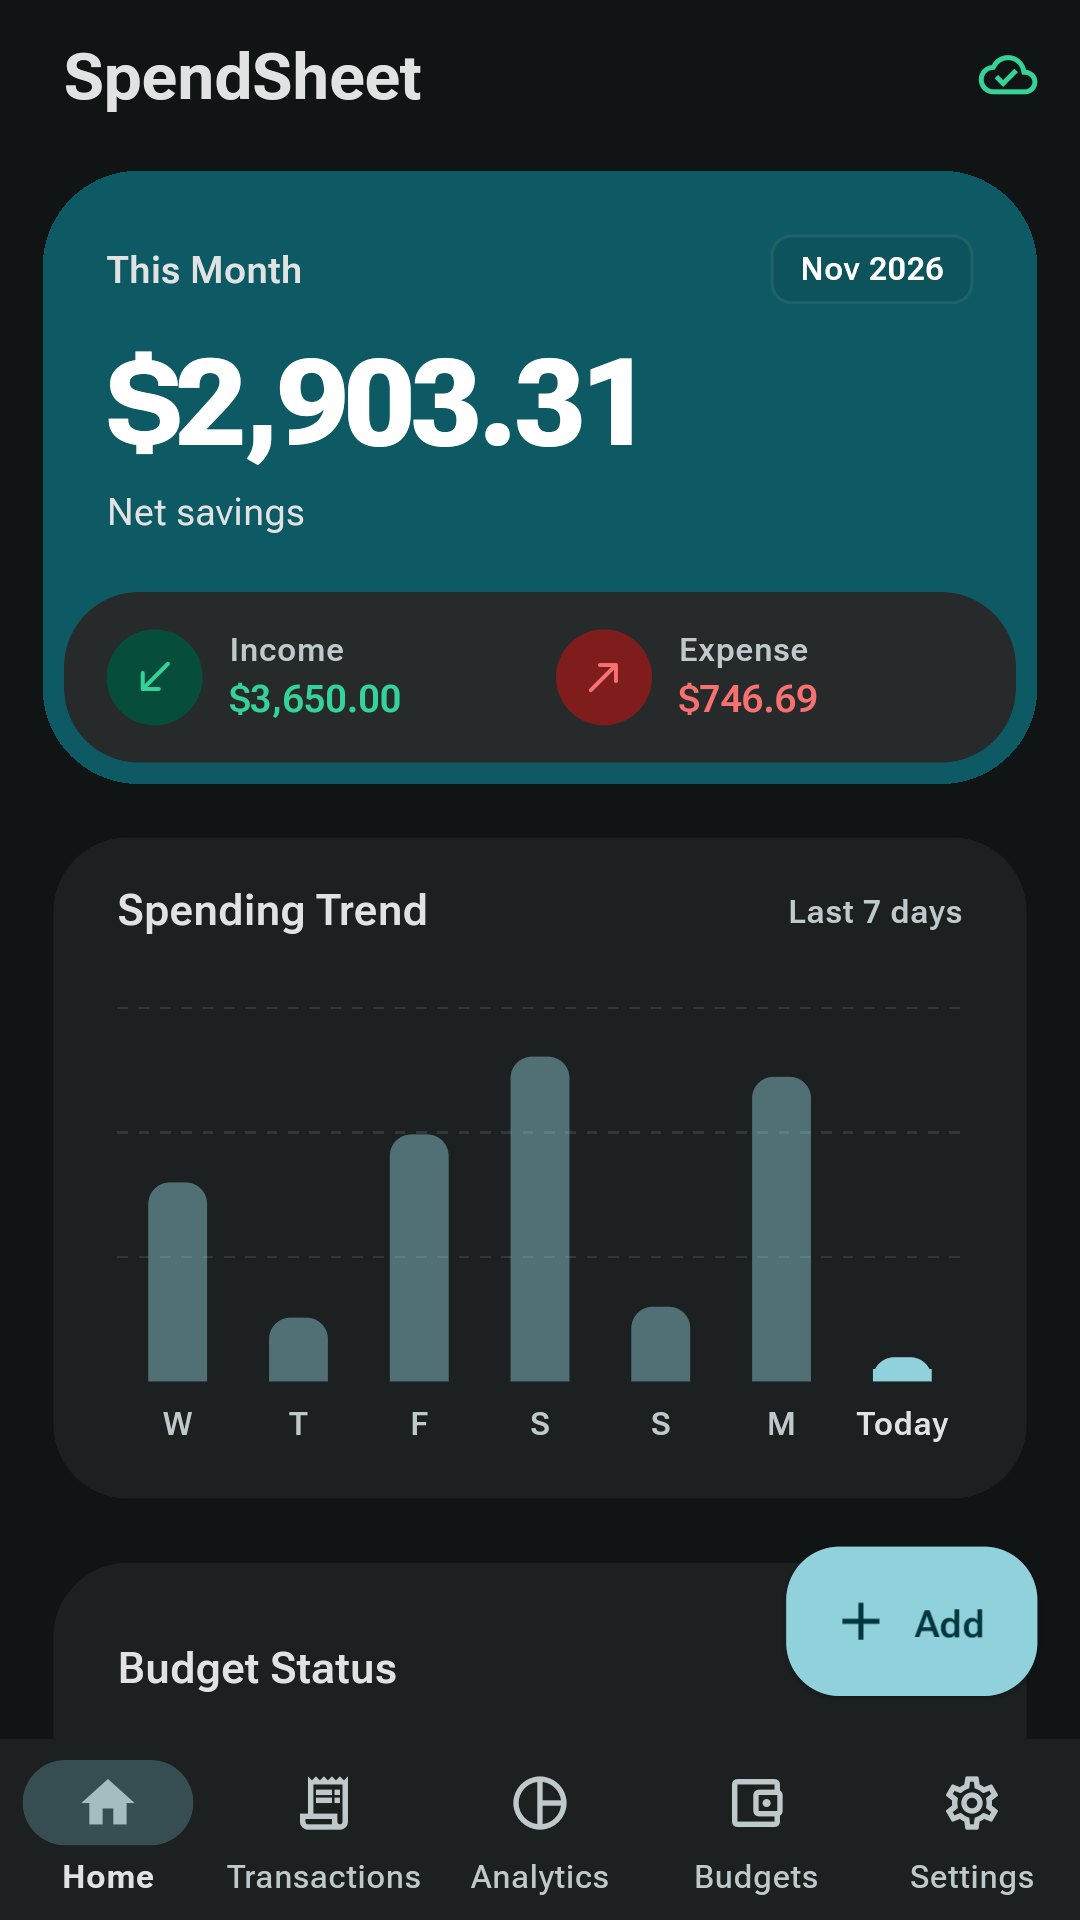 SpendSheet
This Month
Nov 2026
$2,903.31
Net savings
Income
$3,650.00
Expense
$746.69
Spending Trend
Last 7 days
W T F S S M Today
Budget Status
Add
Home Transactions Analytics Budgets Settings